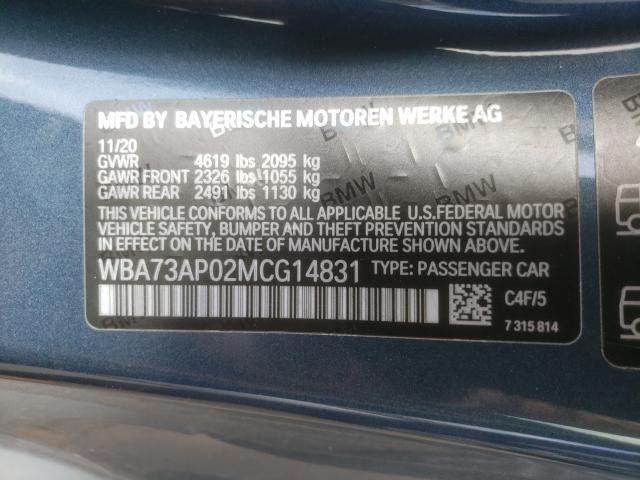 MFD BY BAYERISCHE MOTOREN WERKE AG
11/20
GVWR 4619 lbs 2095 kg
GAWR FRONT 2326 lbs 1055 kg
GAWR REAR 2491 lbs 1130 kg
THIS VEHICLE CONFORMS TO ALL APPLICABLE U.S.FEDERAL MOTOR
VEHICLE SAFETY, BUMPER AND THEFT PREVENTION STANDARDS
IN EFFECT ON THE DATE OF MANUFACTURE SHOWN ABOVE.
WBA73AP02MCG14831 TYPE: PASSENGER CAR
C4F/5
7 315 814